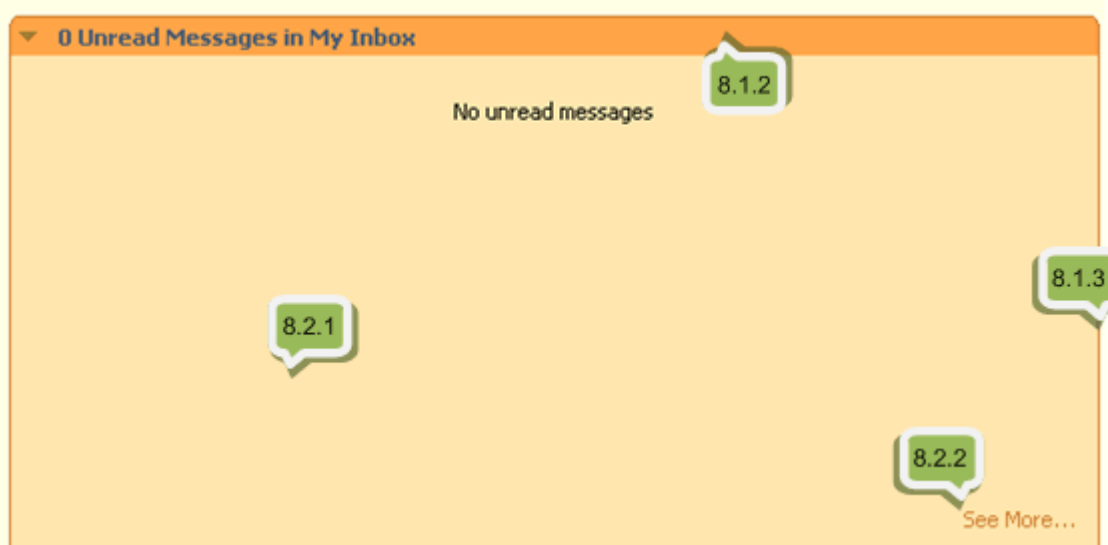 0 Unread Messages in My Inbox
8.1.2
No unread messages
8.1.3
8.2.1
8.2.2
See More...